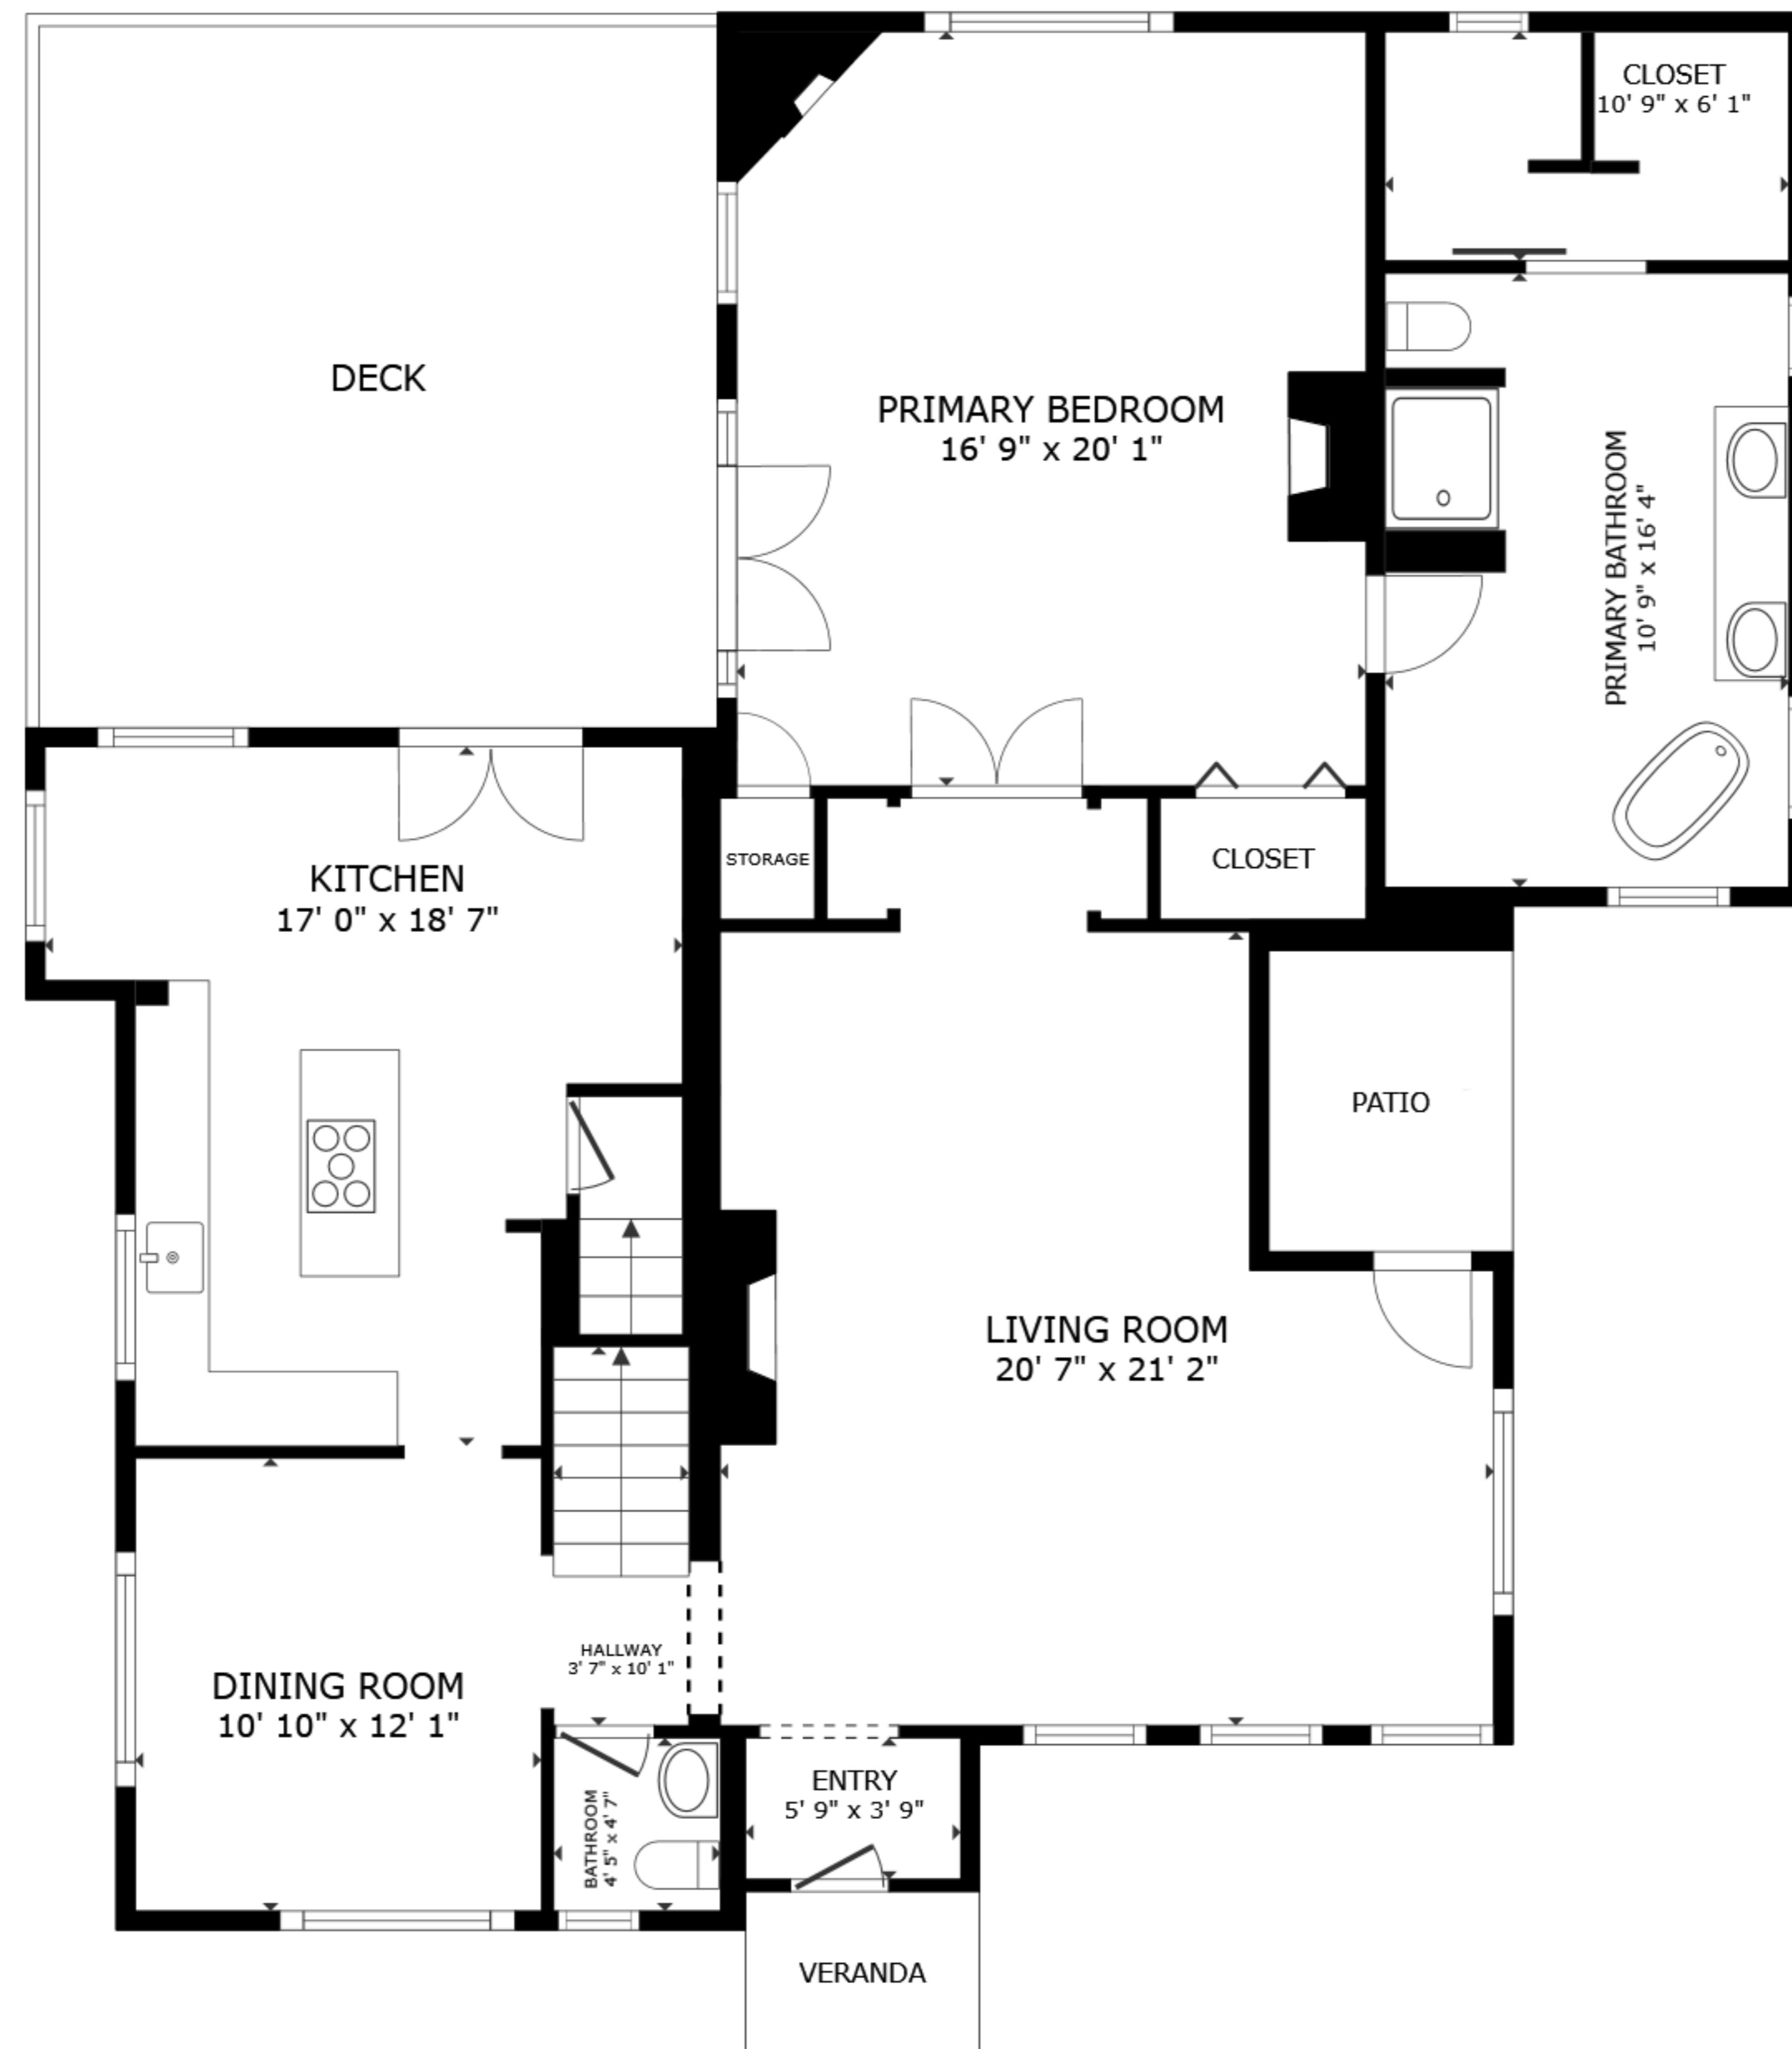 CLOSET
10' 9" x 6' 1"
DECK
PRIMARY BEDROOM
16' 9" x 20' 1"
PRIMARY BATHROOM
10' 9" x 16' 4"
KITCHEN
17' 0" x 18' 7"
STORAGE
CLOSET
PATIO
LIVING ROOM
20' 7" x 21' 2"
HALLWAY
3' 7" x 10' 1"
DINING ROOM
10' 10" x 12' 1"
BATHROOM
4' 5" x 4' 7"
ENTRY
5' 9" x 3' 9"
VERANDA